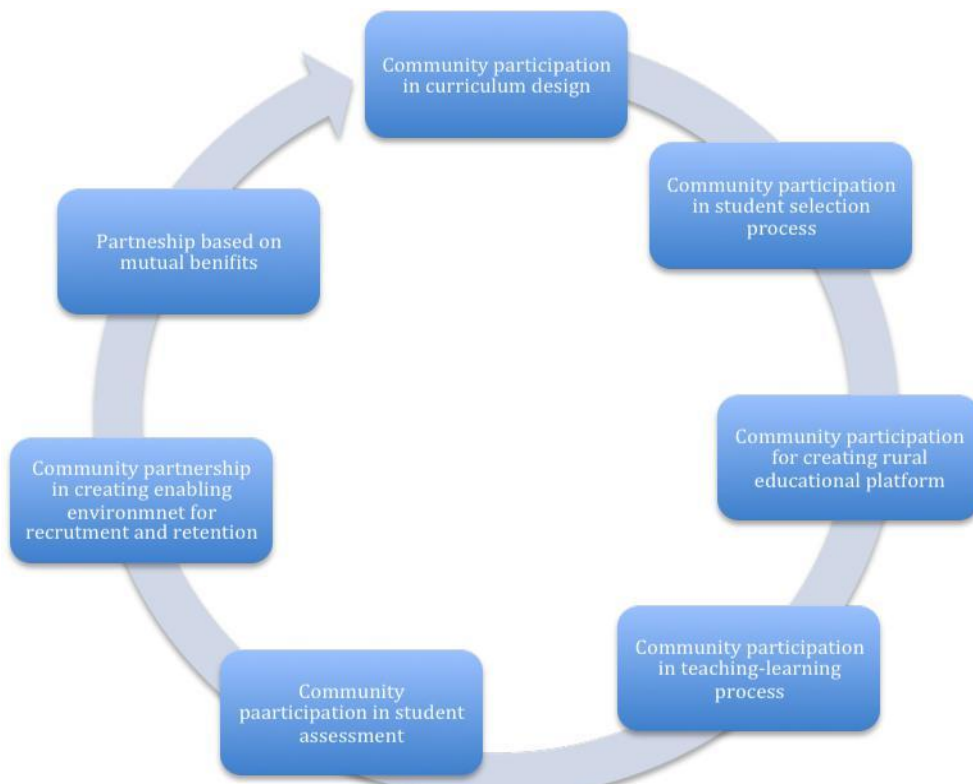 Community participation
in curriculum design
Community participation
in student selection
process
Community participation
for creating rural
educational platform
Community participation
in teaching-learning
process
Community
paarticipation in student
assessment
Community partnership
in creating enabling
environmnet for
recrutment and retention
Partneship based on
mutual benifits